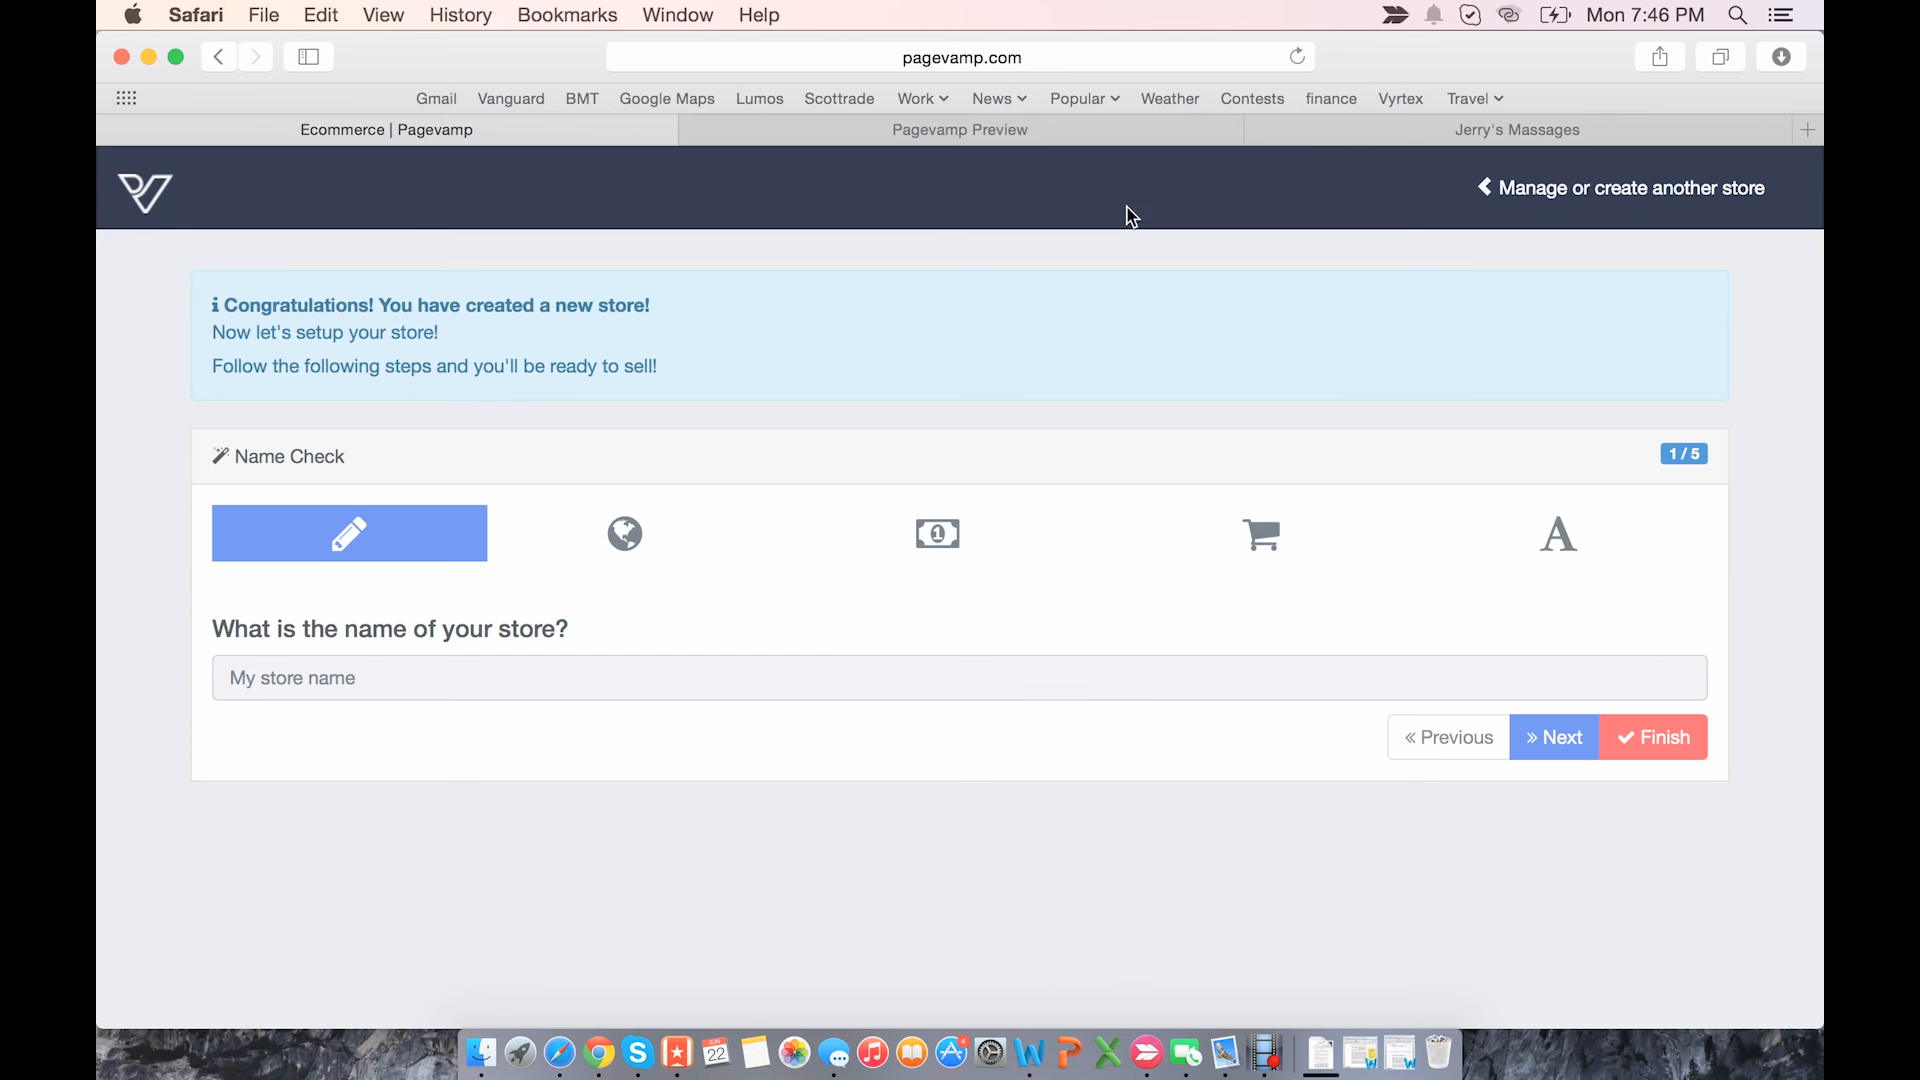 Safari File Edit View History Bookmarks Window Help Mon 7:46 PM
pagevamp.com
Gmail Vanguard BMT Google Maps Lumos Scottrade Work News Popular Weather Contests finance Vyrtex Travel
Ecommerce | Pagevamp Pagevamp Preview Jerry's Massages
Manage or create another store
Congratulations! You have created a new store!
Now let's setup your store!
Follow the following steps and you'll be ready to sell!
Name Check 1 / 5
What is the name of your store?
My store name
« Previous » Next Finish
22